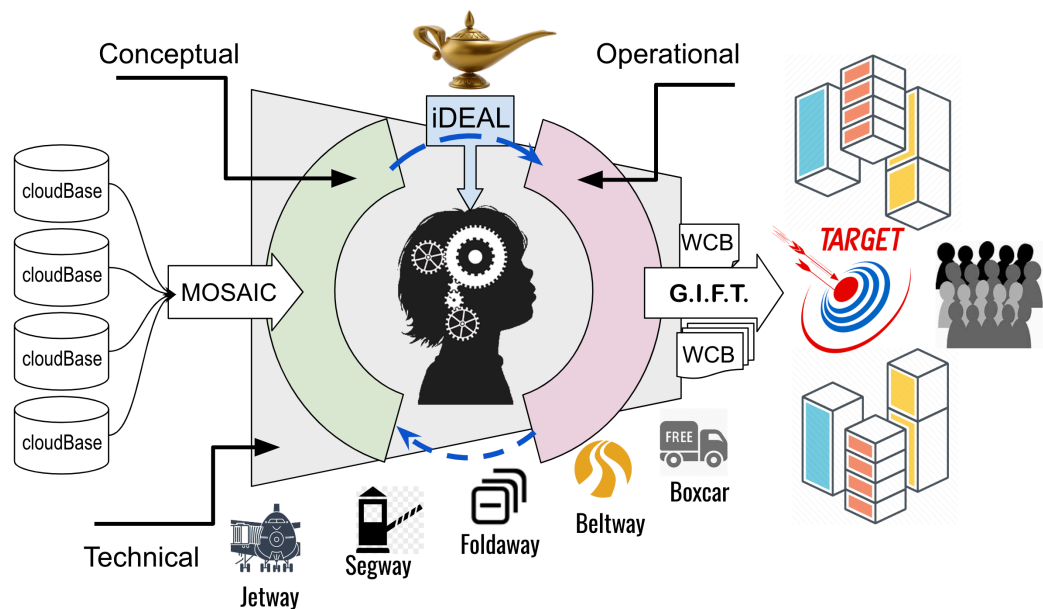 Conceptual
Operational
iDEAL
cloudBase
cloudBase
cloudBase
cloudBase
MOSAIC
WCB
G.I.F.T.
WCB
TARGET
FREE
Boxcar
Beltway
Foldaway
Segway
Jetway
Technical